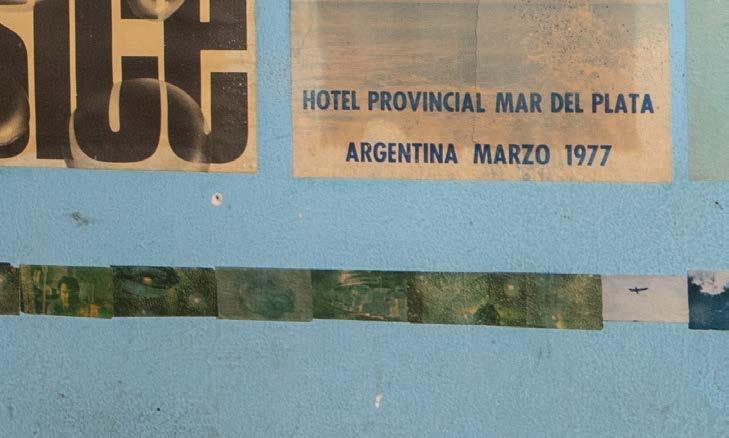 HOTEL PROVINCIAL MAR DEL PLATA
ARGENTINA MARZO 1977